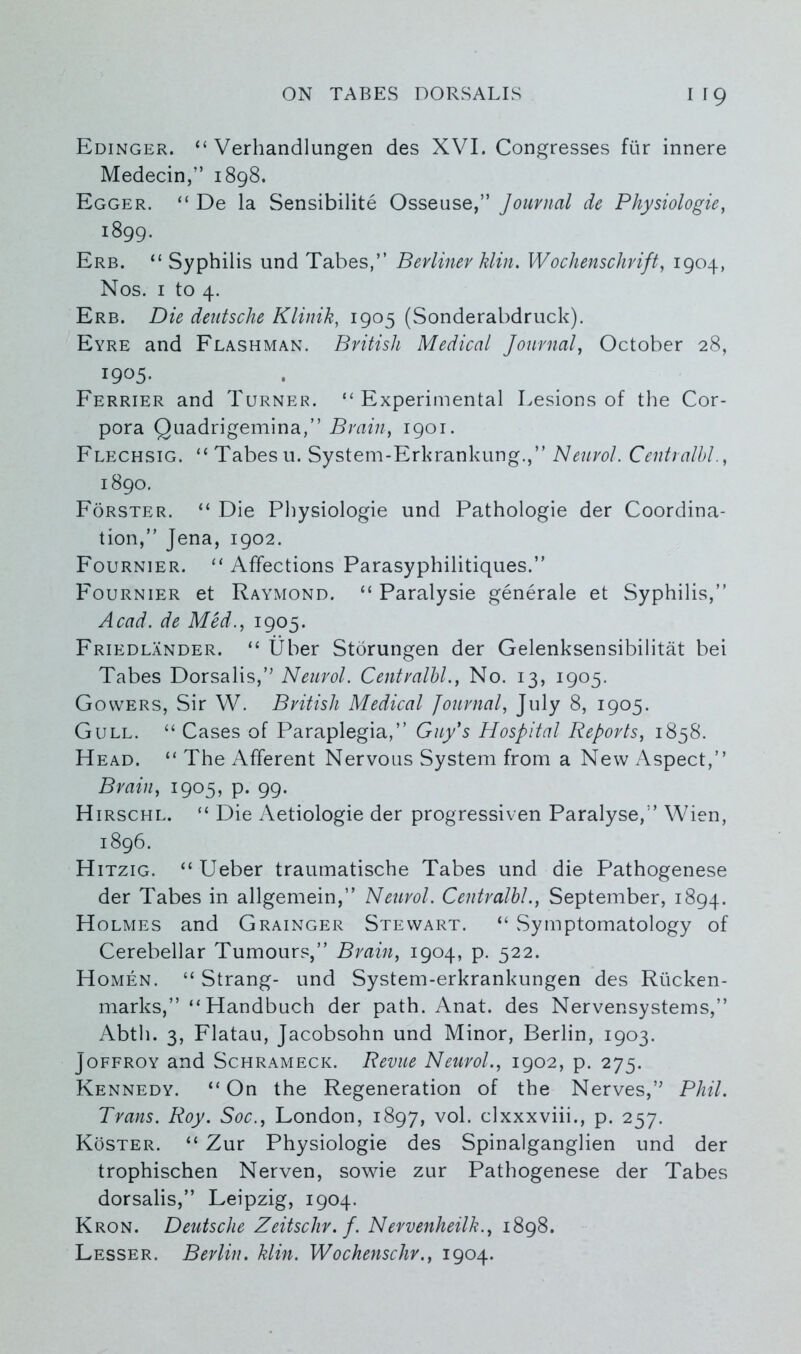 ON TABES DORSALIS 119
EDINGER. “Verhandlungen des XVI. Congresses für innere
Medecin,” 1898.
EGGER. “De la Sensibilité Osseuse,” Journal de Physiologie,
1899.
ERB. “Syphilis und Tabes,” Berliner klin. Wochenschrift, 1904,
Nos. 1 to 4.
ERB. Die deutsche Klinik, 1905 (Sonderabdruck).
EYRE and FLASHMAN. British Medical Journal, October 28,
1905.
FERRIER and TURNER. “Experimental Lesions of the Cor-
pora Quadrigemina,” Brain, 1901.
FLECHSIG. “Tabes u. System-Erkrankung.,” Neurol. Centralbl.,
1890.
FÖRSTER. “Die Physiologie und Pathologie der Coordina-
tion,” Jena, 1902.
FOURNIER. “Affections Parasyphilitiques.”
FOURNIER et RAYMOND. “Paralysie générale et Syphilis,”
Acad. de Méd., 1905.
FRIEDLÄNDER. “Über Störungen der Gelenksensibilität bei
Tabes Dorsalis,” Neurol. Centralbl., No. 13, 1905.
GOWERS, Sir W. British Medical Journal, July 8, 1905.
GULL. “Cases of Paraplegia,” Guy's Hospital Reports, 1858.
HEAD. “The Afferent Nervous System from a New Aspect,”
Brain, 1905, p. 99.
HIRSCHL. “Die Aetiologie der progressiven Paralyse,” Wien,
1896.
HITZIG. “Ueber traumatische Tabes und die Pathogenese
der Tabes in allgemein,” Neurol. Centralbl., September, 1894.
HOLMES and GRAINGER STEWART. “Symptomatology of
Cerebellar Tumours,” Brain, 1904, p. 522.
HOMÉN. “Strang- und System-erkrankungen des Rücken-
marks,” “Handbuch der path. Anat. des Nervensystems,”
Abth. 3, Flatau, Jacobsohn und Minor, Berlin, 1903.
JOFFROY and SCHRAMECK. Revue Neurol., 1902, p. 275.
KENNEDY. “On the Regeneration of the Nerves,” Phil.
Trans. Roy. Soc., London, 1897, vol. clxxxviii., p. 257.
KÖSTER. “Zur Physiologie des Spinalganglien und der
trophischen Nerven, sowie zur Pathogenese der Tabes
dorsalis,” Leipzig, 1904.
KRON. Deutsche Zeitschr. f. Nervenheilk., 1898.
LESSER. Berlin. klin. Wochenschr., 1904.